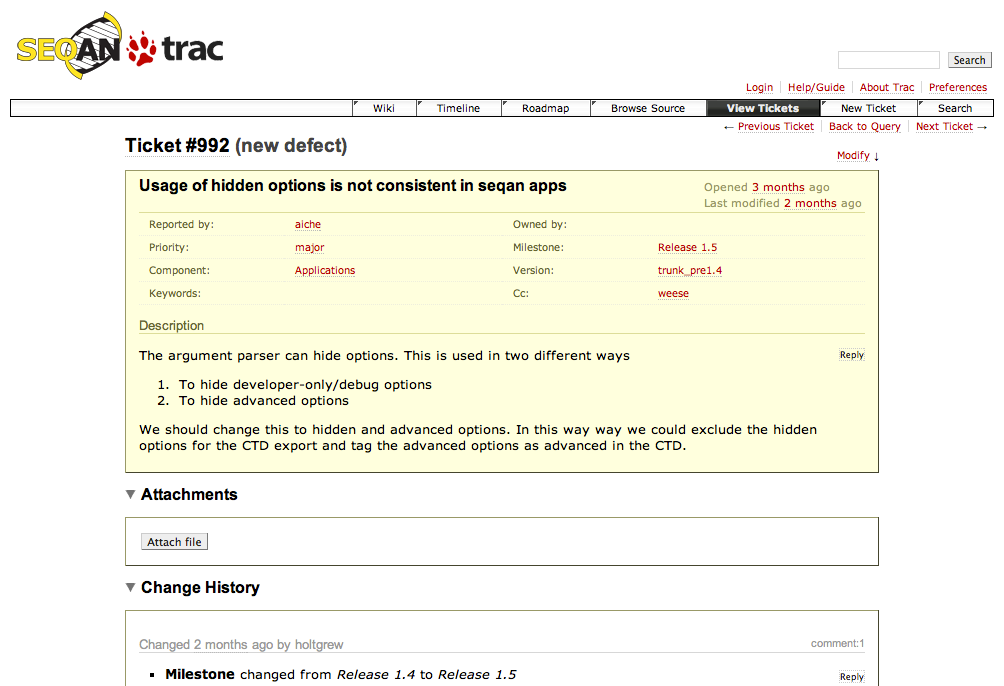 SEQAN trac
Search
Login Help/Guide About Trac Preferences
Wiki Timeline Roadmap Browse Source View Tickets New Ticket Search
← Previous Ticket Back to Query Next Ticket →
Ticket #992 (new defect)
Modify ↓
Usage of hidden options is not consistent in seqan apps
Opened 3 months ago
Last modified 2 months ago
Reported by: aiche Owned by:
Priority: major Milestone: Release 1.5
Component: Applications Version: trunk_pre1.4
Keywords: Cc: weese
Description
The argument parser can hide options. This is used in two different ways Reply
1. To hide developer-only/debug options
2. To hide advanced options
We should change this to hidden and advanced options. In this way way we could exclude the hidden
options for the CTD export and tag the advanced options as advanced in the CTD.
▼ Attachments
Attach file
▼ Change History
Changed 2 months ago by holtgrew comment:1
▪ Milestone changed from Release 1.4 to Release 1.5 Reply